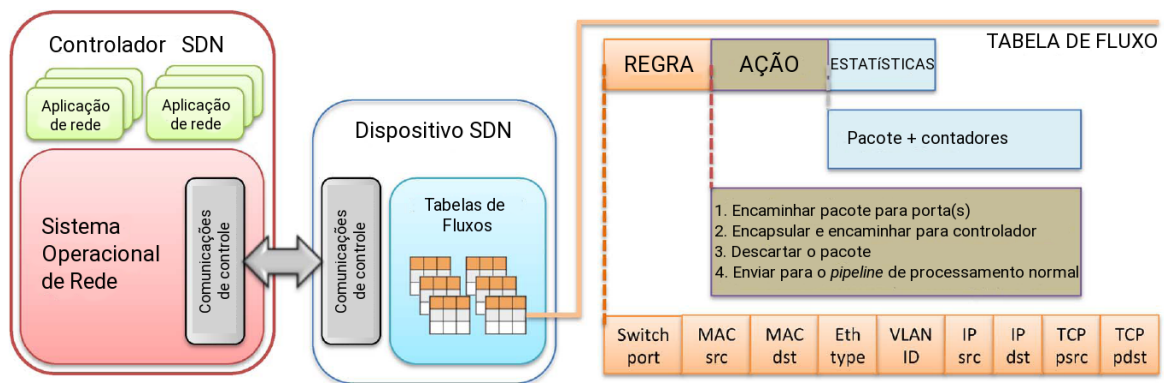 Controlador SDN
Aplicação
de rede
Aplicação
de rede
Sistema
Operacional
de Rede
Comunicações
de controle
Dispositivo SDN
Comunicações
de controle
Tabelas de
Fluxos
TABELA DE FLUXO
REGRA
AÇÃO
ESTATíSTICAS
Pacote + contadores
1. Encaminhar pacote para porta(s)
2. Encapsular e encaminhar para controlador
3. Descartar o pacote
4. Enviar para o pipeline de processamento normal
Switch
port
MAC
src
MAC
dst
Eth
type
VLAN
ID
IP
src
IP
dst
TCP
psrc
TCP
pdst